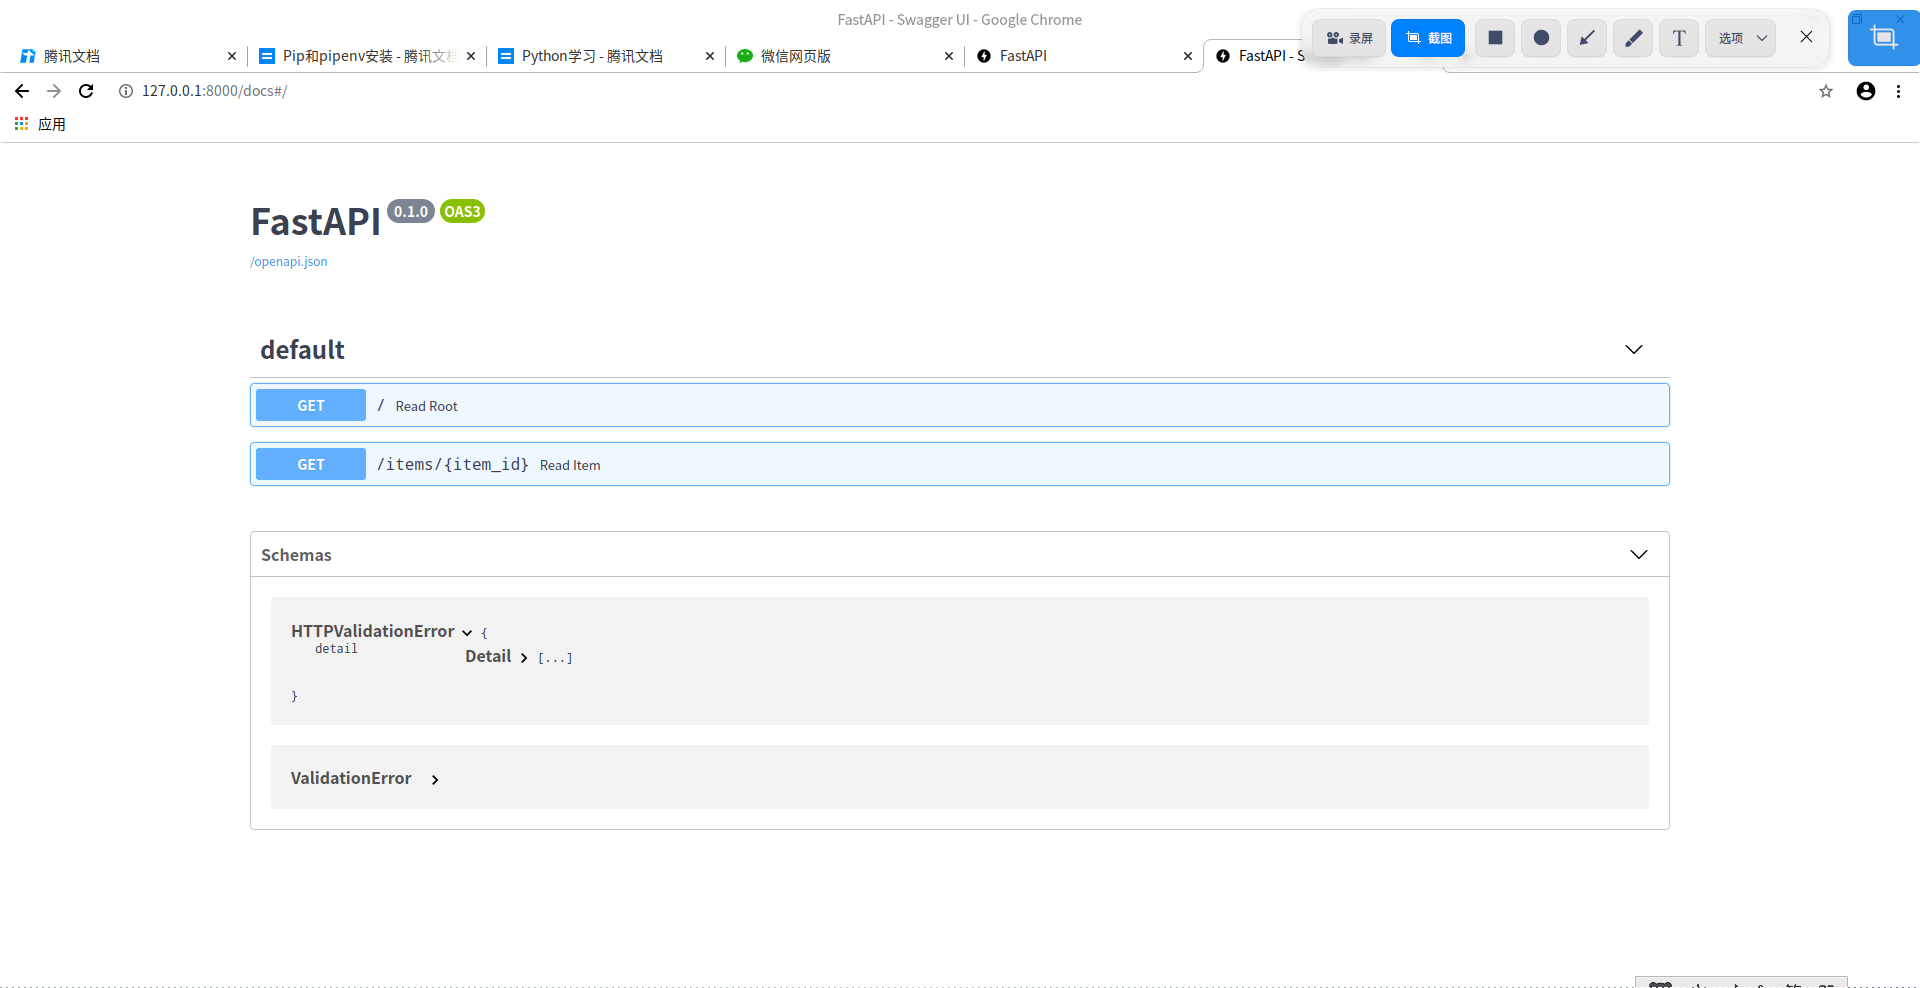 FastAPI - Swagger UI - Google Chrome
腾讯文档
Pip和pipenv安装 - 腾讯文档
Python学习 - 腾讯文档
微信网页版
FastAPI
FastAPI - S
录屏
截图
T
选项
127.0.0.1:8000/docs#/
应用
FastAPI 0.1.0 OAS3
/openapi.json
default
GET / Read Root
GET /items/{item_id} Read Item
Schemas
HTTPValidationError {
detail
Detail [...]
}
ValidationError